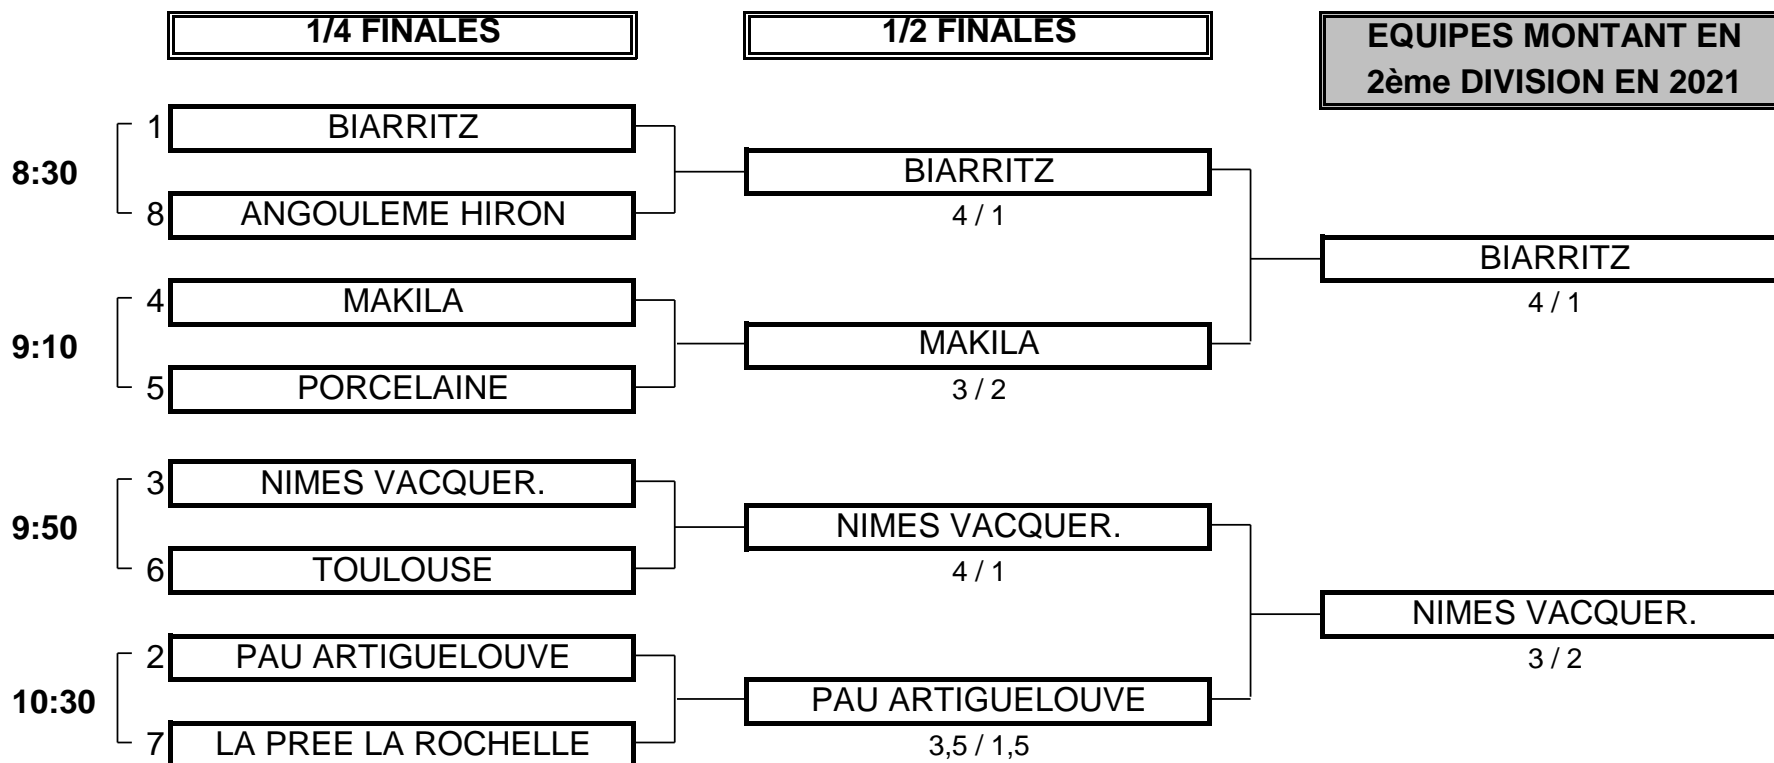 1/4 FINALES
1/2 FINALES
EQUIPES MONTANT EN
2ème DIVISION EN 2021
8:30
1 BIARRITZ
8 ANGOULEME HIRON
BIARRITZ
4 / 1
9:10
4 MAKILA
5 PORCELAINE
MAKILA
3 / 2
BIARRITZ
4 / 1
9:50
3 NIMES VACQUER.
6 TOULOUSE
NIMES VACQUER.
4 / 1
10:30
2 PAU ARTIGUELOUVE
7 LA PREE LA ROCHELLE
PAU ARTIGUELOUVE
3,5 / 1,5
NIMES VACQUER.
3 / 2